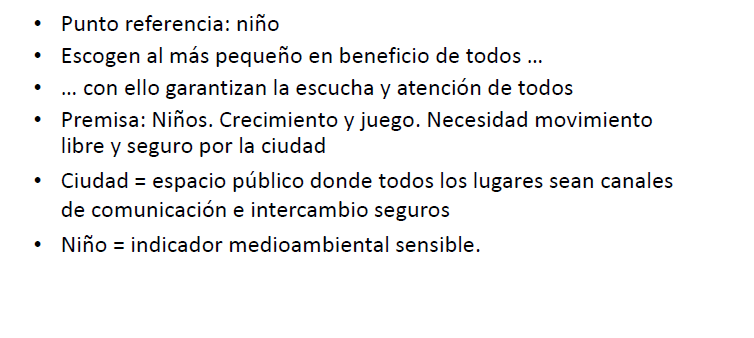 • Punto referencia: niño
• Escogen al más pequeño en beneficio de todos …
• … con ello garantizan la escucha y atención de todos
• Premisa: Niños. Crecimiento y juego. Necesidad movimiento
libre y seguro por la ciudad
• Ciudad = espacio público donde todos los lugares sean canales
de comunicación e intercambio seguros
• Niño = indicador medioambiental sensible.